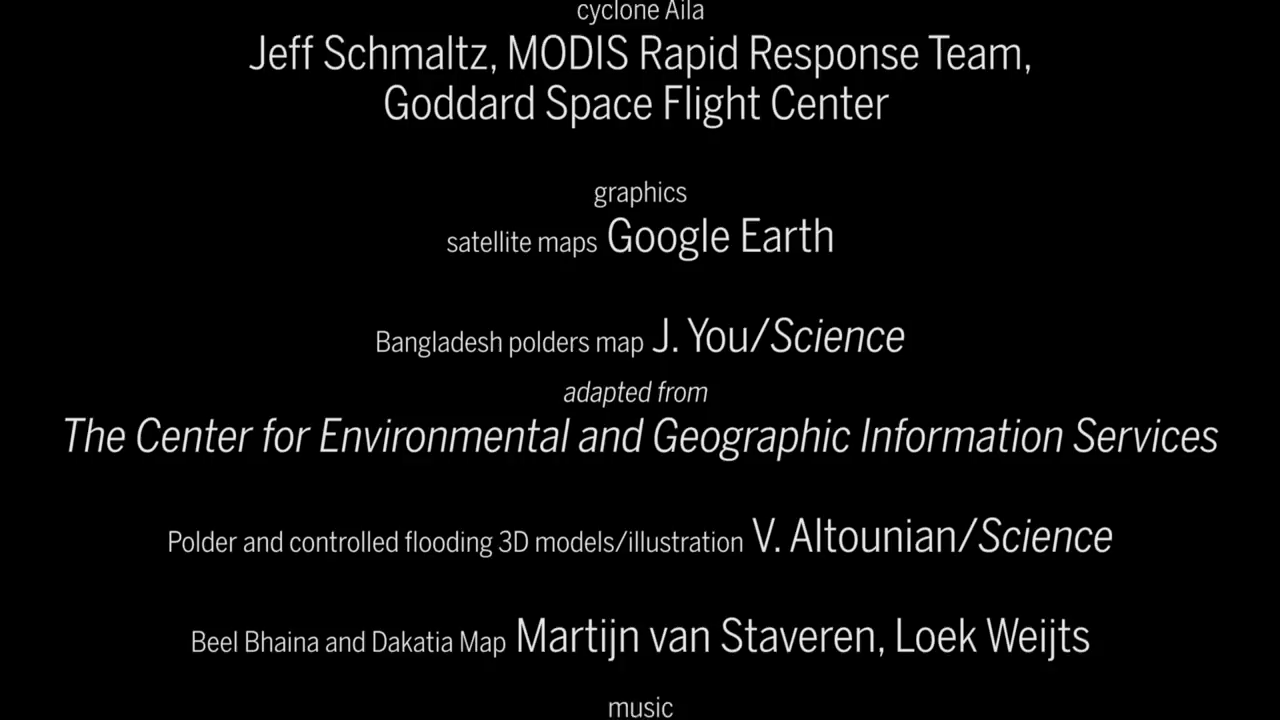 cyclone Aila
Jeff Schmaltz, MODIS Rapid Response Team,
Goddard Space Flight Center
graphics
satellite maps Google Earth
Bangladesh polders map J. You/Science
adapted from
The Center for Environmental and Geographic Information Services
Polder and controlled flooding 3D models/illustration V. Altounian/Science
Beel Bhaina and Dakatia Map Martijn van Staveren, Loek Weijts
music